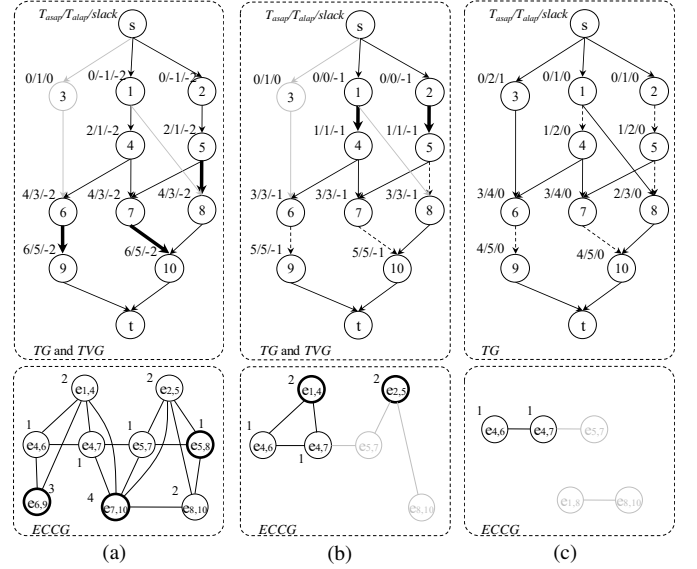 T_asap/T_alap/slack
s
0/1/0
0/-1/-2
0/-1/-2
3
1
2
2/1/-2
2/1/-2
4
5
4/3/-2
4/3/-2
4/3/-2
6
7
8
6/5/-2
6/5/-2
9
10
t
TG and TVG
2
2
e1,4
e2,5
1
1
1
e4,6
e4,7
e5,7
e5,8
1
3
4
2
e6,9
e7,10
e8,10
ECCG
(a)
T_asap/T_alap/slack
s
0/1/0
0/0/-1
0/0/-1
3
1
2
1/1/-1
1/1/-1
4
5
3/3/-1
3/3/-1
3/3/-1
6
7
8
5/5/-1
5/5/-1
9
10
t
TG and TVG
2
2
e1,4
e2,5
1
e4,6
e4,7
e5,7
1
e8,10
ECCG
(b)
T_asap/T_alap/slack
s
0/2/1
0/1/0
0/1/0
3
1
2
1/2/0
1/2/0
4
5
3/4/0
3/4/0
2/3/0
6
7
8
4/5/0
4/5/0
9
10
t
TG
1
1
e4,6
e4,7
e5,7
e1,8
e8,10
ECCG
(c)